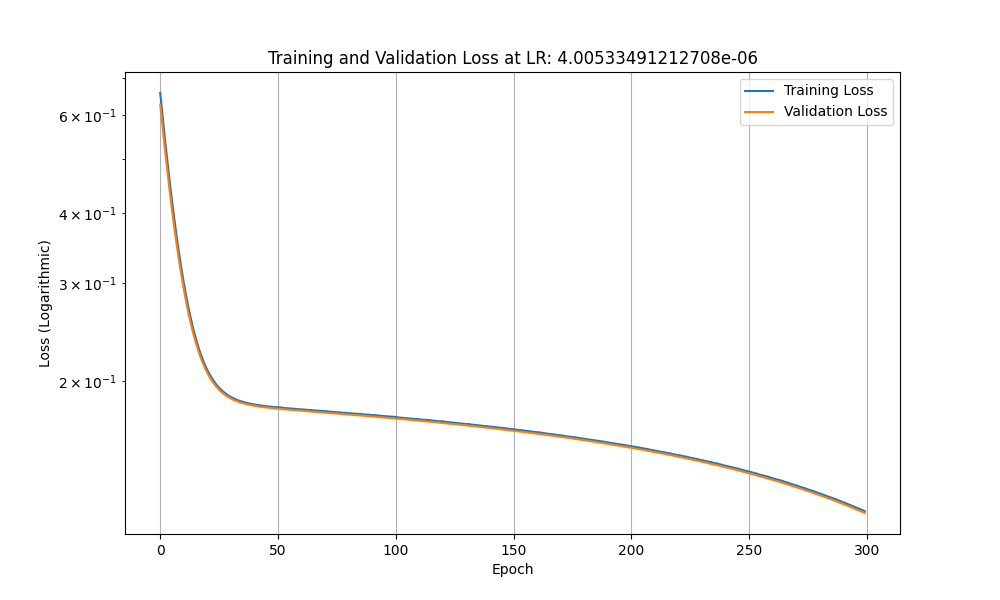 Training and Validation Loss at LR: 4.00533491212708e-06
Training Loss
Validation Loss
6 × 10⁻¹
4 × 10⁻¹
3 × 10⁻¹
2 × 10⁻¹
Loss (Logarithmic)
0 50 100 150 200 250 300
Epoch